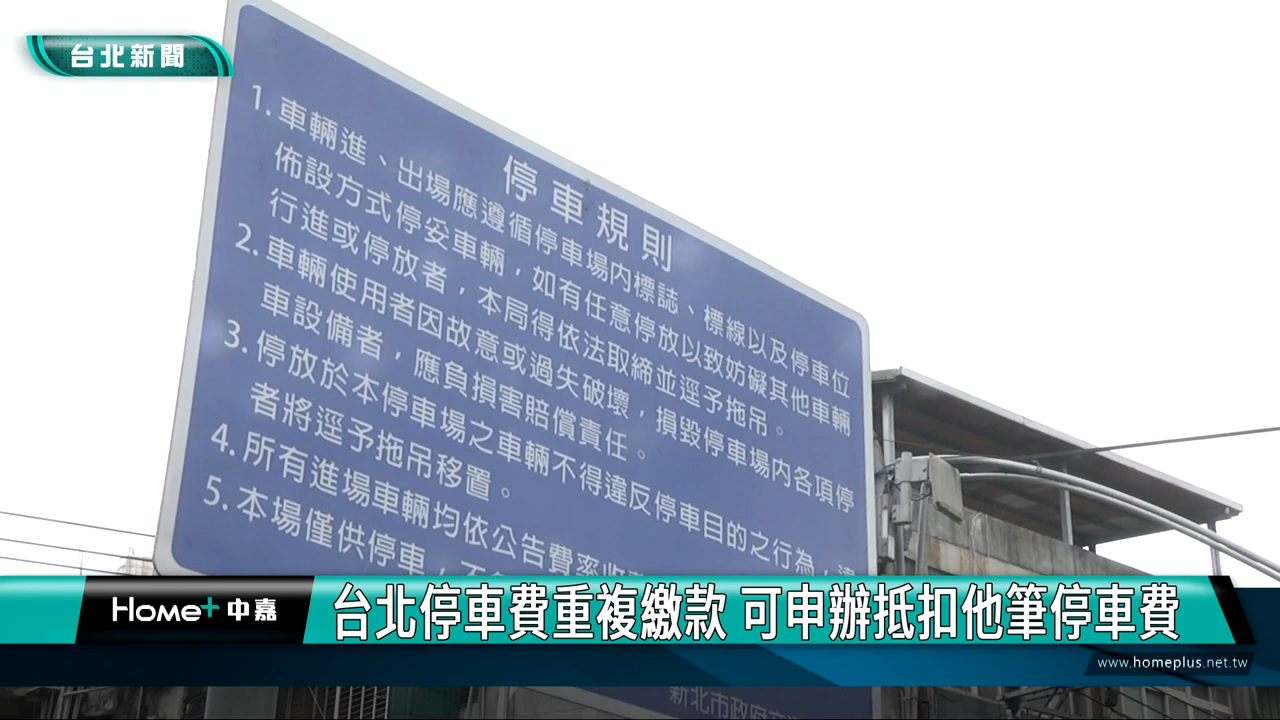 台北新聞
停車規則
1. 車輛進、出場應遵循停車場內標誌、標線以及停車位
佈設方式停妥車輛，如有任意停放以致妨礙其他車輛
行進或停放者，本局得依法取締並逕予拖吊。
2. 車輛使用者因故意或過失破壞，損毀停車場內各項停
車設備者，應負損害賠償責任。
3. 停放於本停車場之車輛不得違反停車目的之行為，違
者將逕予拖吊移置。
4. 所有進場車輛均依公告費率收
5. 本場僅供停車，
Home+ 中嘉
台北停車費重複繳款 可申辦抵扣他筆停車費
www.homeplus.net.tw
新北市政府交